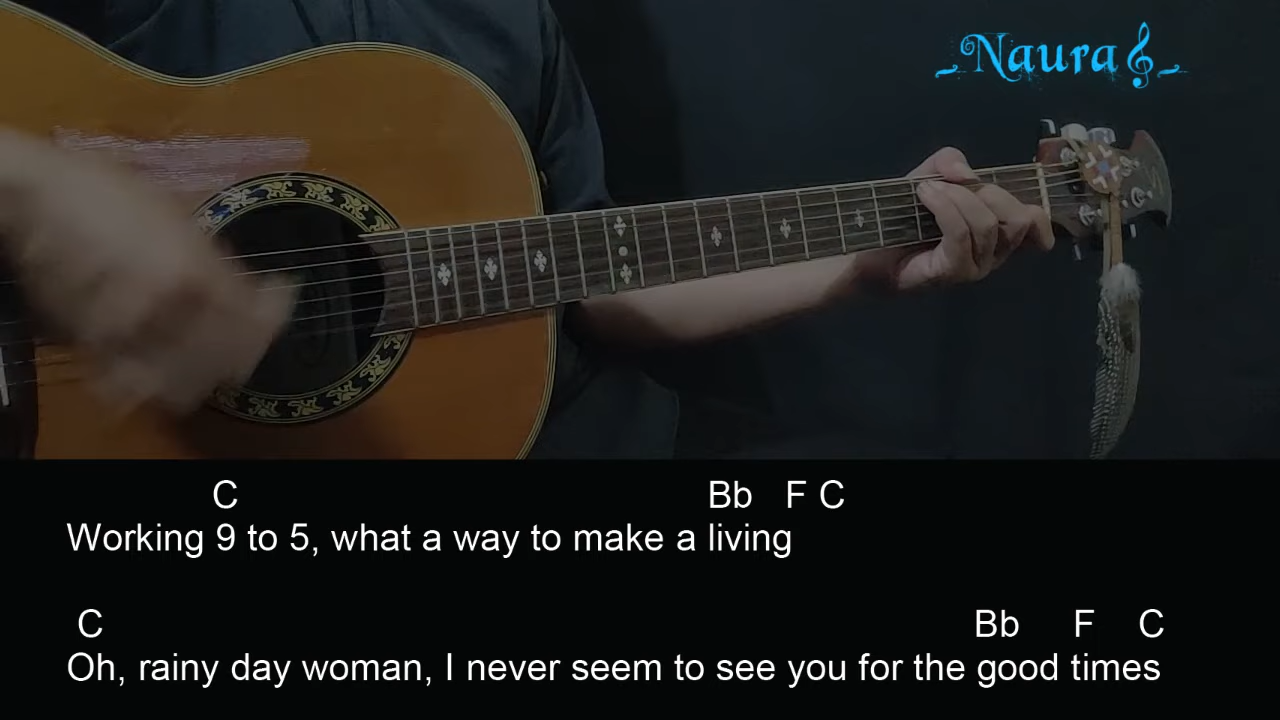 Naura
C Bb F C
Working 9 to 5, what a way to make a living
C Bb F C
Oh, rainy day woman, I never seem to see you for the good times